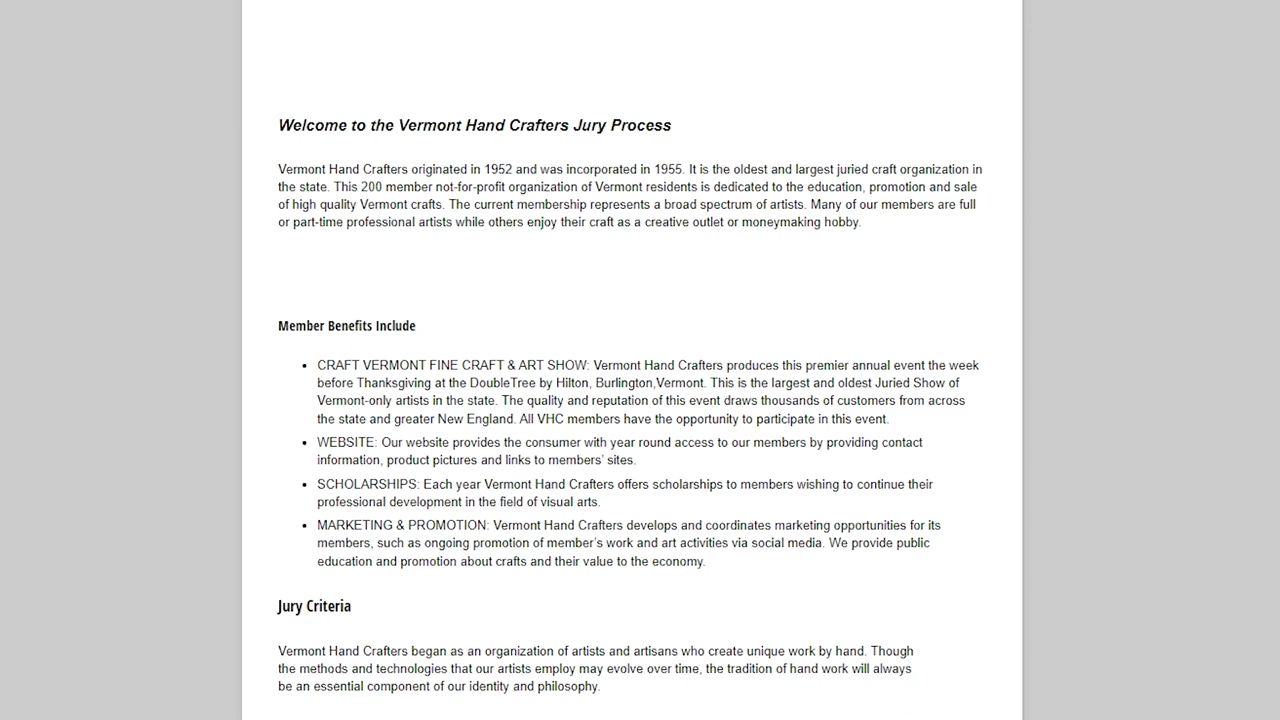 Welcome to the Vermont Hand Crafters Jury Process
Vermont Hand Crafters originated in 1952 and was incorporated in 1955. It is the oldest and largest juried craft organization in
the state. This 200 member not-for-profit organization of Vermont residents is dedicated to the education, promotion and sale
of high quality Vermont crafts. The current membership represents a broad spectrum of artists. Many of our members are full
or part-time professional artists while others enjoy their craft as a creative outlet or moneymaking hobby.
Member Benefits Include
• CRAFT VERMONT FINE CRAFT & ART SHOW: Vermont Hand Crafters produces this premier annual event the week
before Thanksgiving at the DoubleTree by Hilton, Burlington,Vermont. This is the largest and oldest Juried Show of
Vermont-only artists in the state. The quality and reputation of this event draws thousands of customers from across
the state and greater New England. All VHC members have the opportunity to participate in this event.
• WEBSITE: Our website provides the consumer with year round access to our members by providing contact
information, product pictures and links to members' sites.
• SCHOLARSHIPS: Each year Vermont Hand Crafters offers scholarships to members wishing to continue their
professional development in the field of visual arts.
• MARKETING & PROMOTION: Vermont Hand Crafters develops and coordinates marketing opportunities for its
members, such as ongoing promotion of member's work and art activities via social media. We provide public
education and promotion about crafts and their value to the economy.
Jury Criteria
Vermont Hand Crafters began as an organization of artists and artisans who create unique work by hand. Though
the methods and technologies that our artists employ may evolve over time, the tradition of hand work will always
be an essential component of our identity and philosophy.